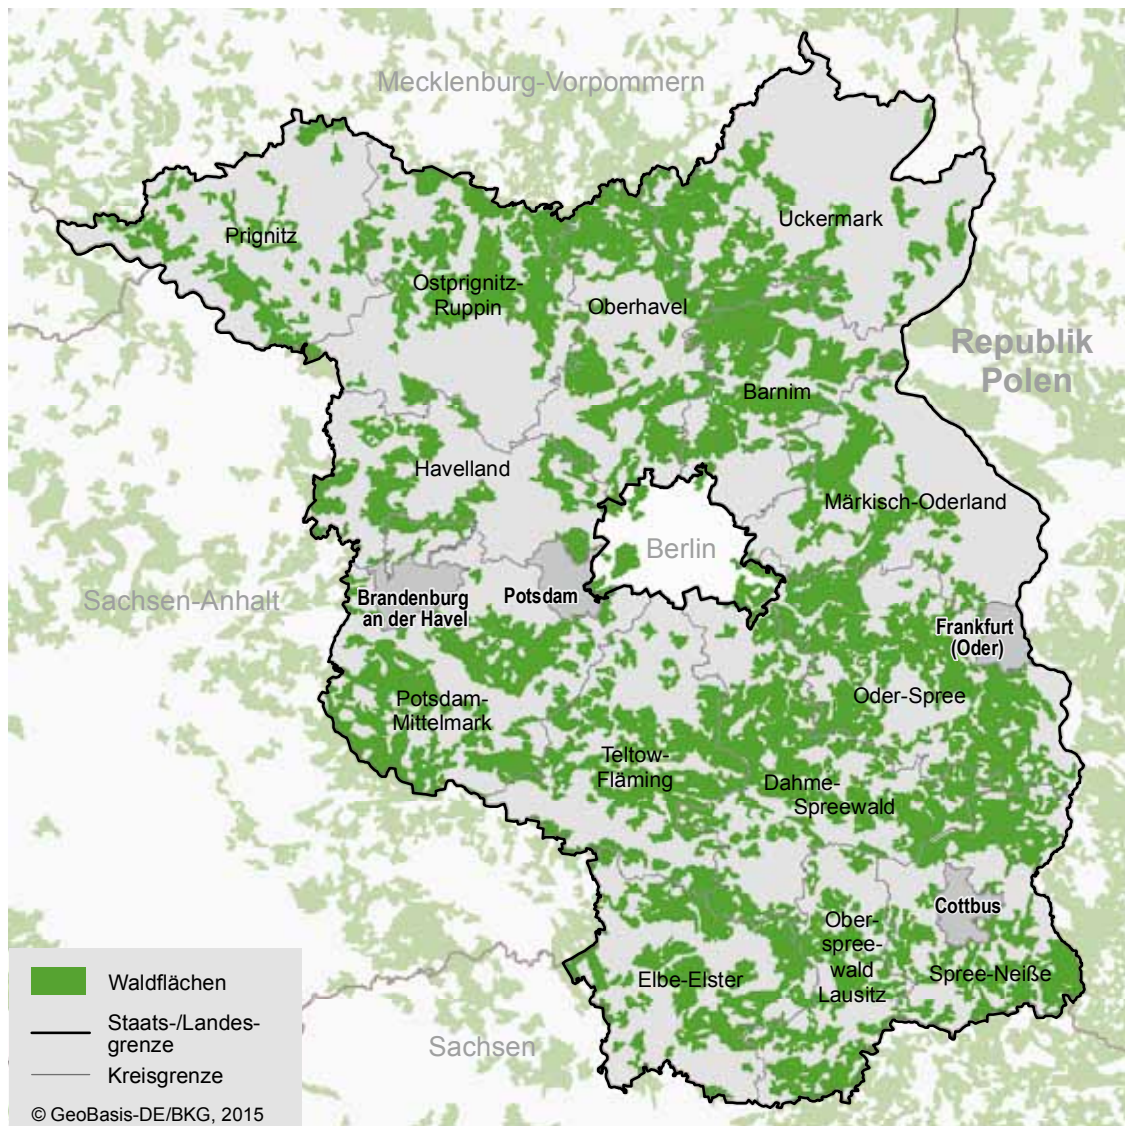 Mecklenburg-Vorpommern
Uckermark
Prignitz
Ostprignitz-
Ruppin
Oberhavel
Republik
Polen
Barnim
Havelland
Märkisch-Oderland
Berlin
Sachsen-Anhalt
Brandenburg
an der Havel
Potsdam
Frankfurt
(Oder)
Oder-Spree
Potsdam-
Mittelmark
Teltow-
Fläming
Dahme-
Spreewald
Cottbus
Ober-
spree-
wald
Lausitz
Elbe-Elster
Spree-Neiße
Sachsen
Waldflächen
Staats-/Landes-
grenze
Kreisgrenze
© GeoBasis-DE/BKG, 2015